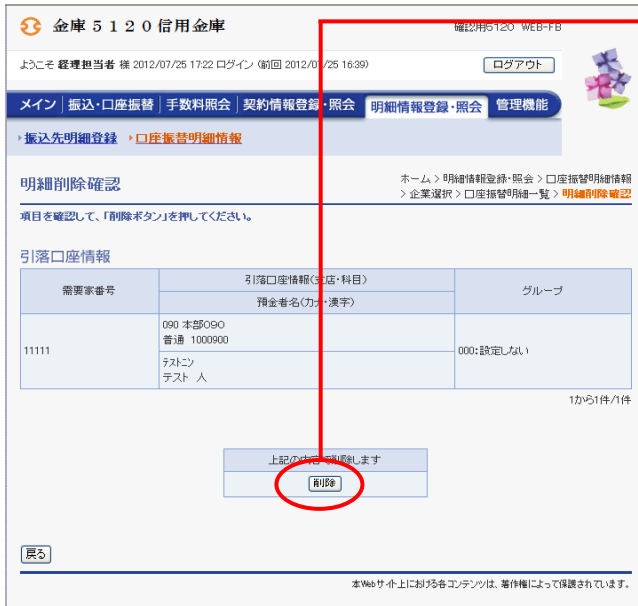 金庫５１２０信用金庫
確認用5120 WEB-FB
ようこそ 経理担当者 様 2012/07/25 17:22 ログイン (前回 2012/07/25 16:39)
ログアウト
メイン 振込・口座振替 手数料照会 契約情報登録・照会 明細情報登録・照会 管理機能
振込先明細登録 口座振替明細情報
明細削除確認
ホーム > 明細情報登録・照会 > 口座振替明細情報
> 企業選択 > 口座振替明細一覧 > 明細削除確認
項目を確認して、「削除ボタン」を押してください。
引落口座情報
需要家番号
引落口座情報(支店・科目)
預金者名(カナ・漢字)
グループ
11111
090 本部090
普通 1000900
ﾃｽﾄﾆﾝ
テスト 人
000:設定しない
1から1件/1件
上記の内容で削除します
削除
戻る
本Webサイト上における各コンテンツは、著作権によって保護されています。